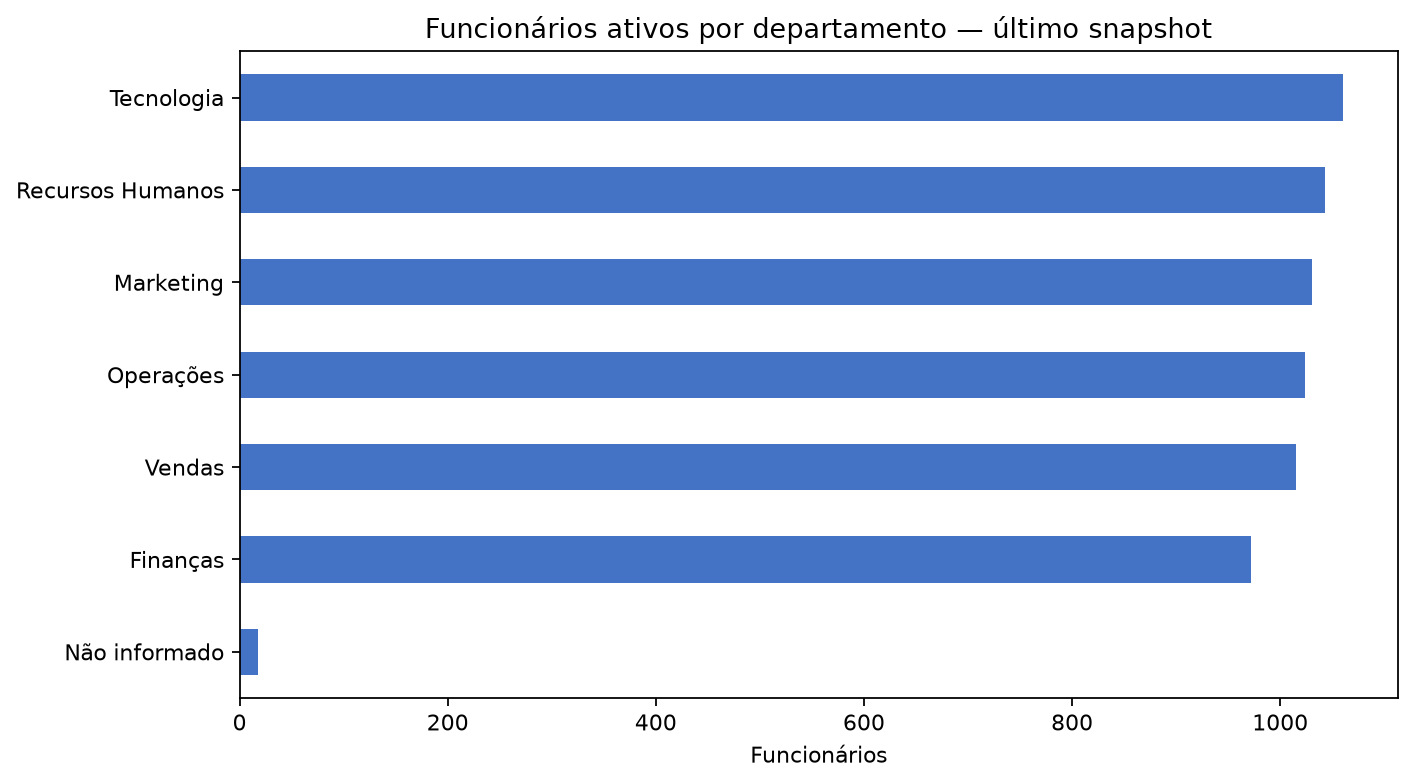 Funcionários ativos por departamento — último snapshot
Tecnologia
Recursos Humanos
Marketing
Operações
Vendas
Finanças
Não informado
0 200 400 600 800 1000
Funcionários